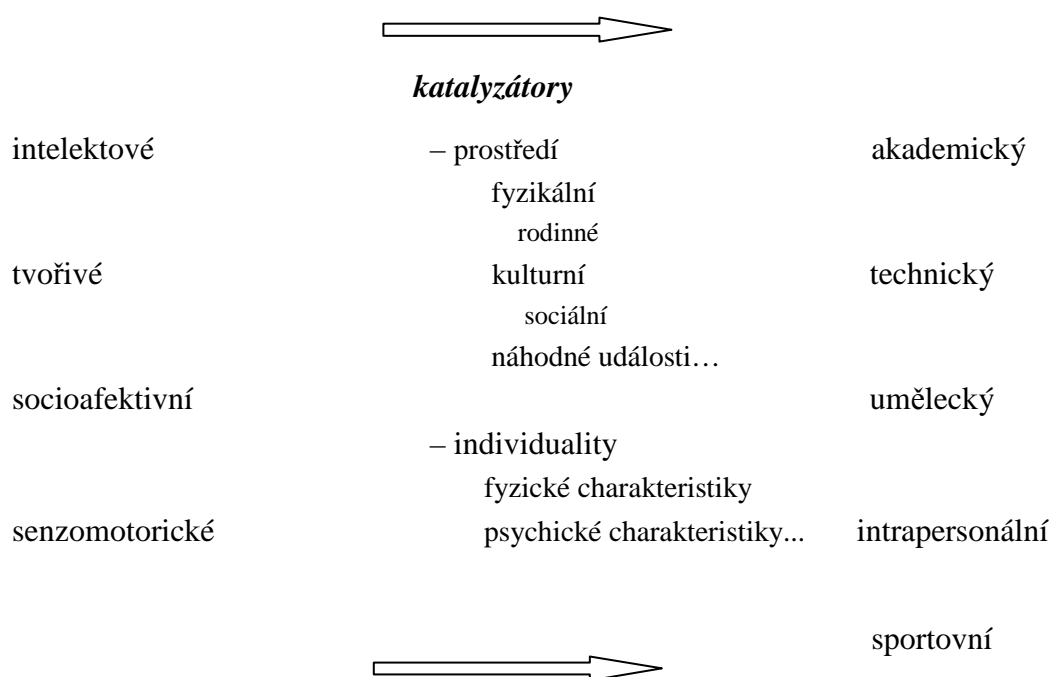 katalyzátory
intelektové – prostředí akademický
fyzikální
rodinné
tvořivé kulturní technický
sociální
náhodné události…
socioafektivní umělecký
– individuality
fyzické charakteristiky
senzomotorické psychické charakteristiky... intrapersonální
sportovní